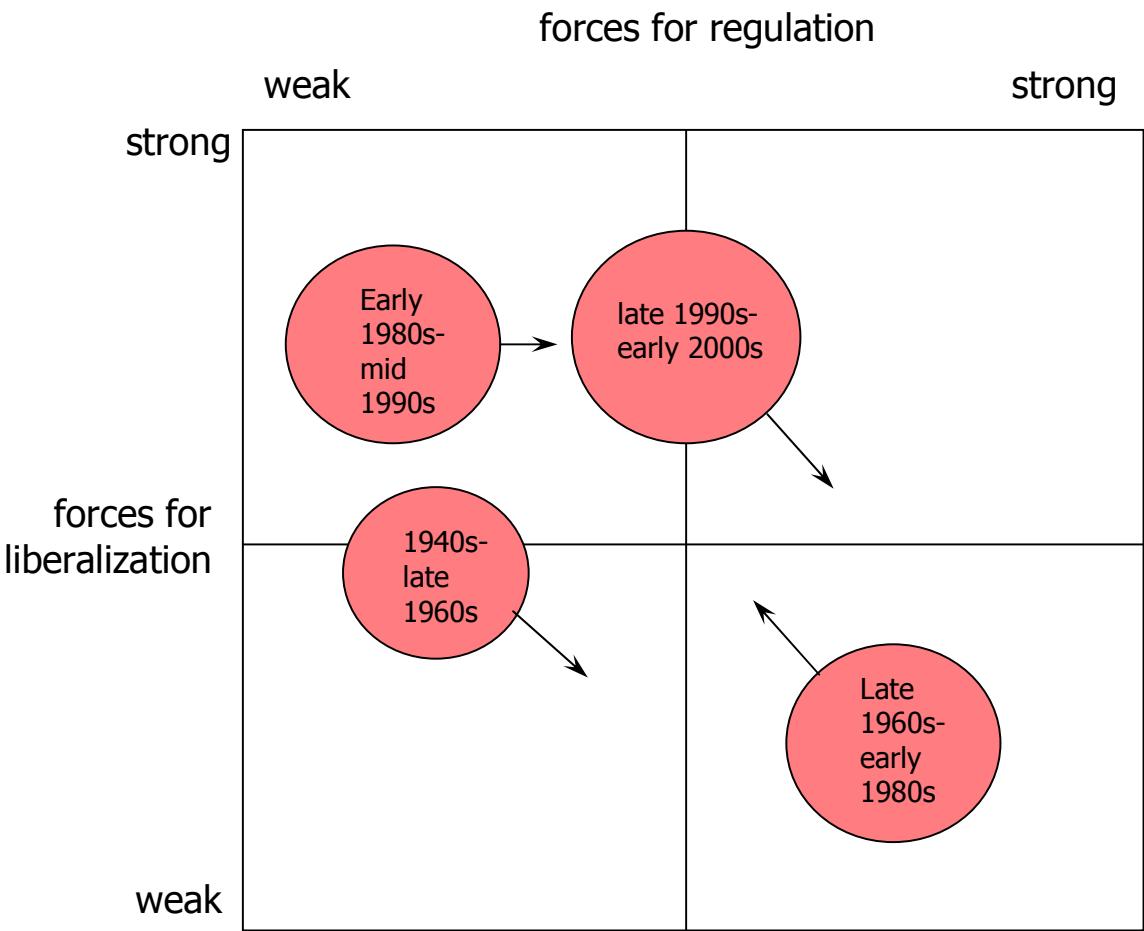 forces for regulation
weak
strong
strong
Early
1980s-
mid
1990s
late 1990s-
early 2000s
forces for
liberalization
1940s-
late
1960s
Late
1960s-
early
1980s
weak